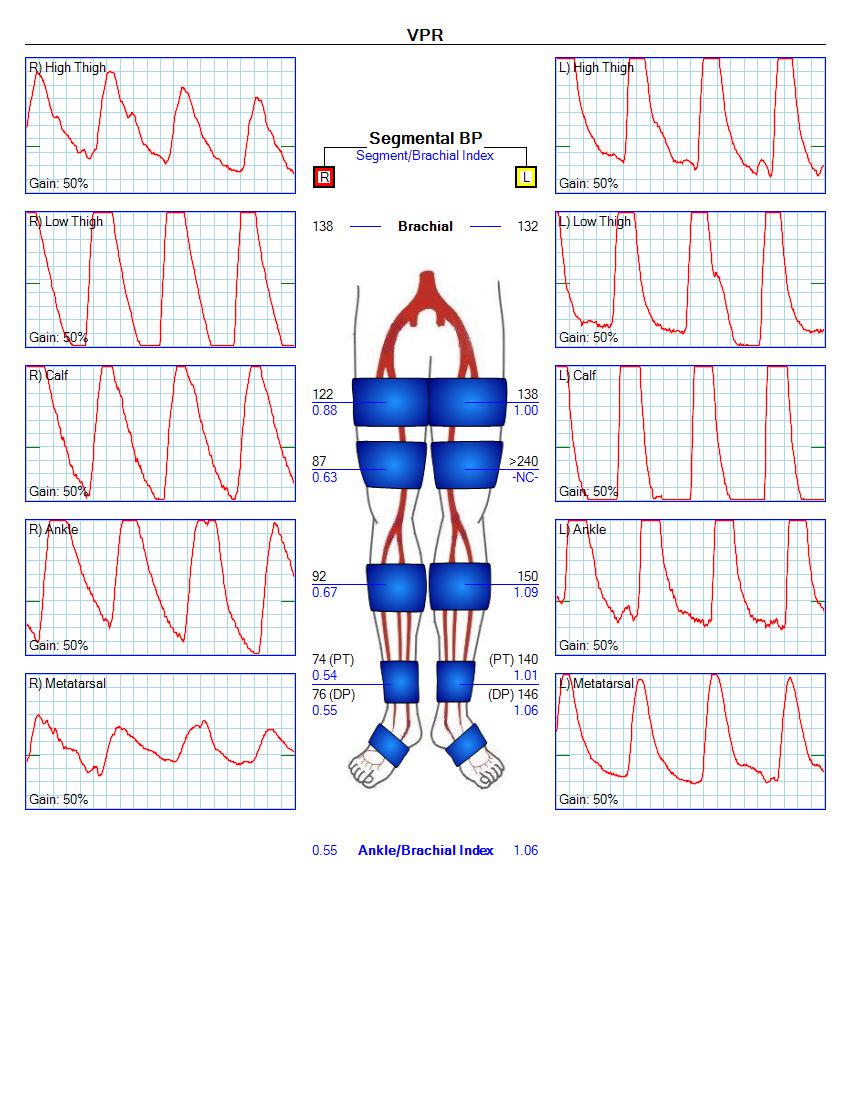 VPR
R) High Thigh
Gain: 50%
L) High Thigh
Gain: 50%
Segmental BP
Segment/Brachial Index
R
L
138 Brachial 132
R) Low Thigh
Gain: 50%
L) Low Thigh
Gain: 50%
R) Calf
Gain: 50%
122
0.88
138
1.00
L) Calf
Gain: 50%
87
0.63
>240
-NC-
R) Ankle
Gain: 50%
92
0.67
150
1.09
L) Ankle
Gain: 50%
74 (PT)
0.54
76 (DP)
0.55
(PT) 140
1.01
(DP) 146
1.06
R) Metatarsal
Gain: 50%
L) Metatarsal
Gain: 50%
0.55 Ankle/Brachial Index 1.06